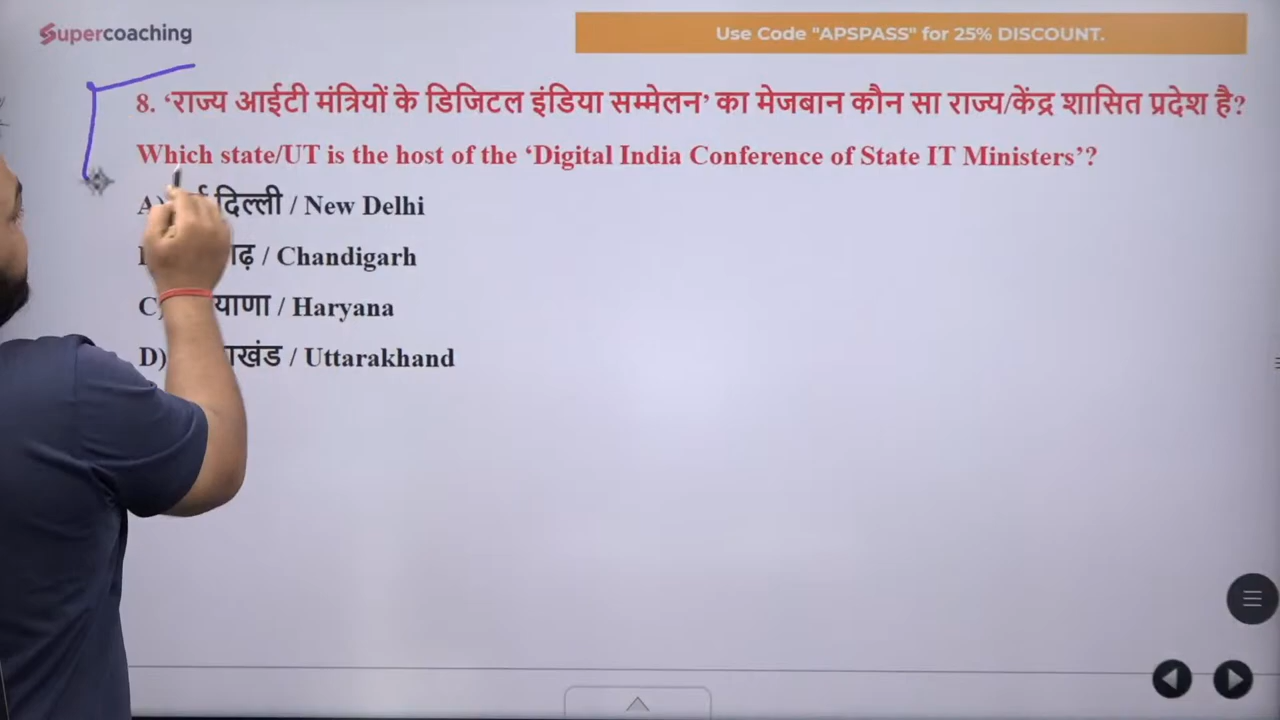 Supercoaching
Use Code "APSPASS" for 25% DISCOUNT.
8. ‘राज्य आईटी मंत्रियों के डिजिटल इंडिया सम्मेलन’ का मेजबान कौन सा राज्य/केंद्र शासित प्रदेश है?
Which state/UT is the host of the ‘Digital India Conference of State IT Ministers’?
A) दिल्ली / New Delhi
/ Chandigarh
C) / Haryana
D) / Uttarakhand